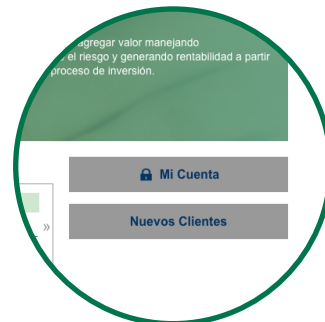 agregar valor manejando
el riesgo y generando rentabilidad a partir
proceso de inversión.
Mi Cuenta
»
Nuevos Clientes